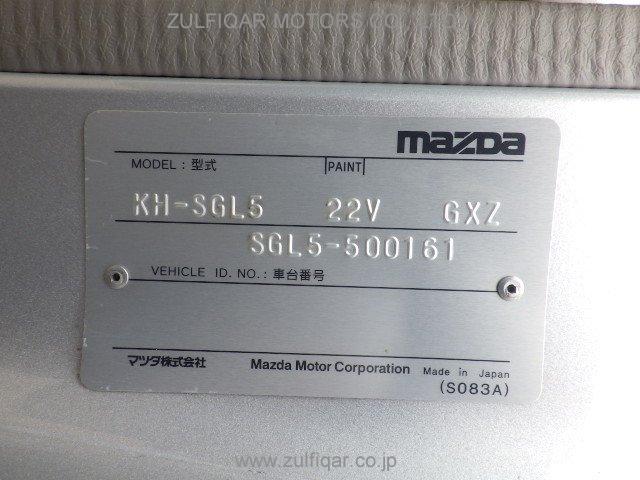 ZULFIQAR MOTORS CO., LTD.
mazda
MODEL : 型式 PAINT
KH-SGL5 22V GXZ
SGL5-500161
VEHICLE ID. NO. : 車台番号
マツダ株式会社 Mazda Motor Corporation Made in Japan
(S083A)
www.zulfiqar.co.jp